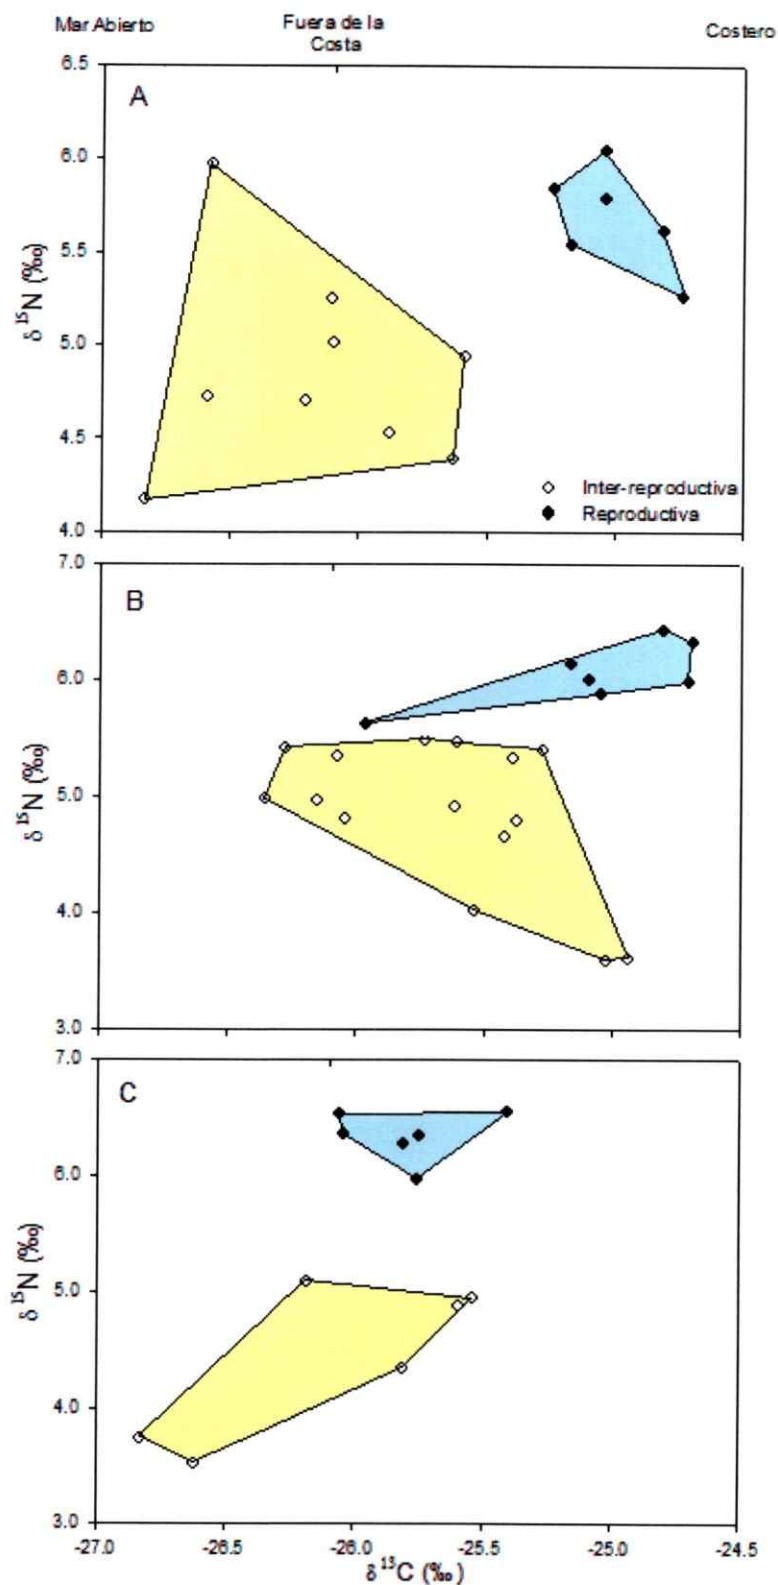 Mar Abierto Fuera de la Costa Costero
6.5
A
6.0
5.5
δ 15N (‰)
5.0
4.5
4.0
Inter-reproductiva
Reproductiva
7.0
B
6.0
δ 15N (‰)
5.0
4.0
3.0
7.0
C
6.0
δ 15N (‰)
5.0
4.0
3.0
-27.0 -26.5 -26.0 -25.5 -25.0 -24.5
δ 13C (‰)